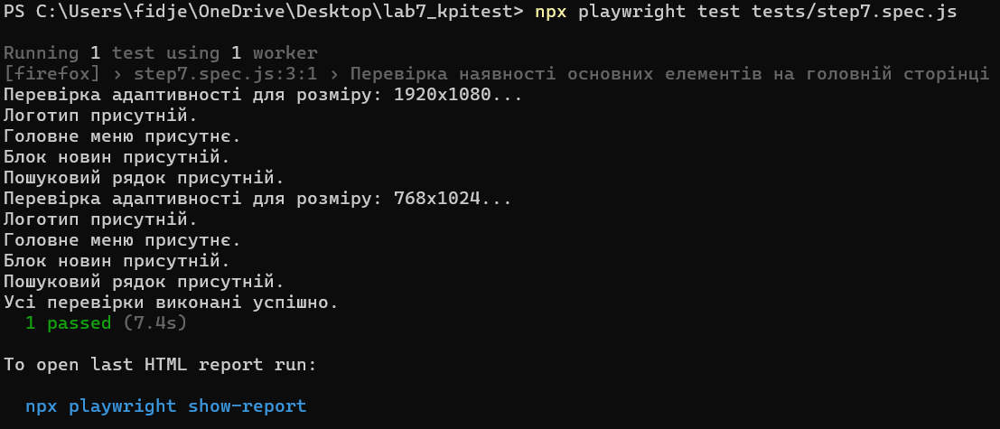 PS C:\Users\fidje\OneDrive\Desktop\lab7_kpitest> npx playwright test tests/step7.spec.js
Running 1 test using 1 worker
[firefox] › step7.spec.js:3:1 › Перевірка наявності основних елементів на головній сторінці
Перевірка адаптивності для розміру: 1920x1080...
Логотип присутній.
Головне меню присутнє.
Блок новин присутній.
Пошуковий рядок присутній.
Перевірка адаптивності для розміру: 768x1024...
Логотип присутній.
Головне меню присутнє.
Блок новин присутній.
Пошуковий рядок присутній.
Усі перевірки виконані успішно.
1 passed (7.4s)
To open last HTML report run:
npx playwright show-report